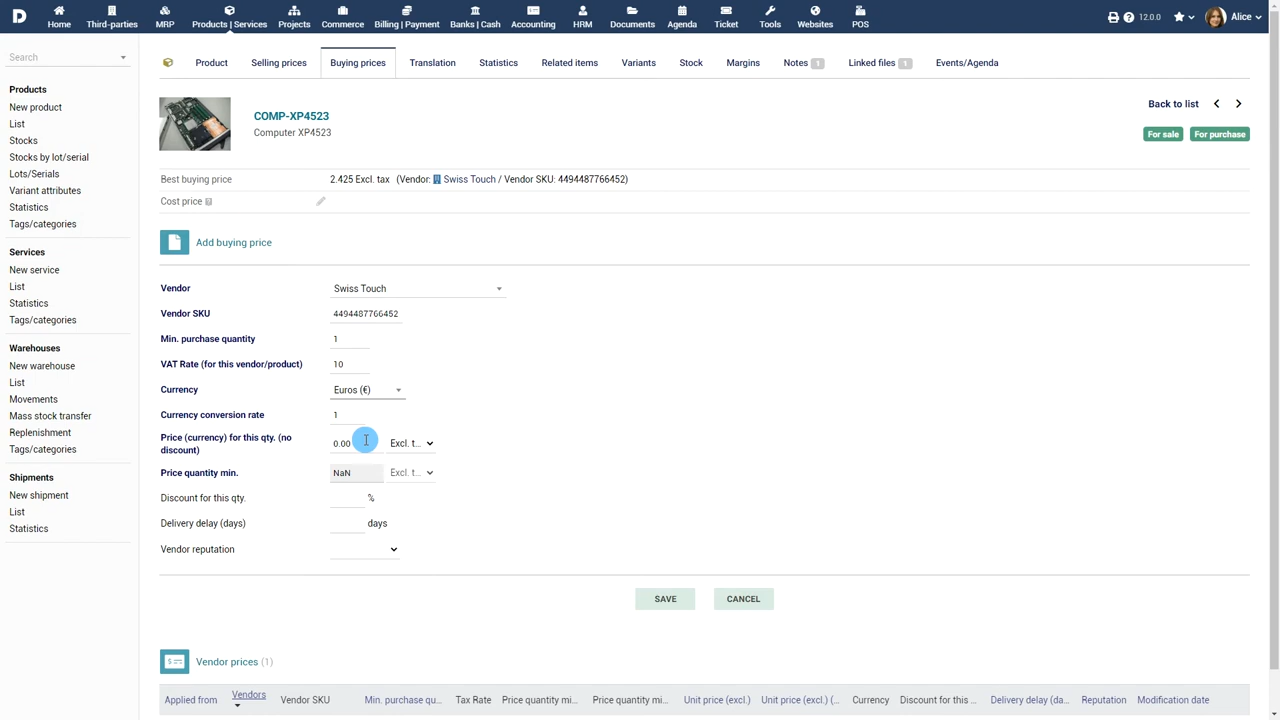 D Home Third-parties MRP Products | Services Projects Commerce Billing | Payment Banks | Cash Accounting HRM Documents Agenda Ticket Tools Websites POS 12.0.0 Alice
Search
Products
New product
List
Stocks
Stocks by lot/serial
Lots/Serials
Variant attributes
Statistics
Tags/categories
Services
New service
List
Statistics
Tags/categories
Warehouses
New warehouse
List
Movements
Mass stock transfer
Replenishment
Tags/categories
Shipments
New shipment
List
Statistics
Product Selling prices Buying prices Translation Statistics Related items Variants Stock Margins Notes 1 Linked files 1 Events/Agenda
COMP-XP4523
Computer XP4523
Back to list
For sale For purchase
Best buying price 2.425 Excl. tax (Vendor: Swiss Touch / Vendor SKU: 4494487766452)
Cost price
Add buying price
Vendor Swiss Touch
Vendor SKU 4494487766452
Min. purchase quantity 1
VAT Rate (for this vendor/product) 10
Currency Euros (€)
Currency conversion rate 1
Price (currency) for this qty. (no
discount) 0.00 Excl. t...
Price quantity min. NaN Excl. t...
Discount for this qty. %
Delivery delay (days) days
Vendor reputation
SAVE CANCEL
Vendor prices (1)
Applied from Vendors Vendor SKU Min. purchase qu... Tax Rate Price quantity mi... Price quantity mi... Unit price (excl.) Unit price (excl.) (... Currency Discount for this ... Delivery delay (da... Reputation Modification date